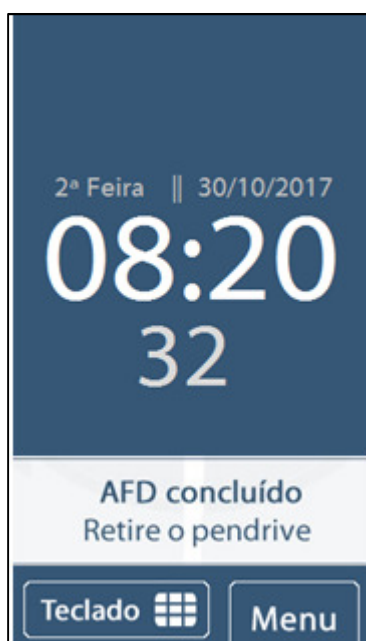 2ª Feira || 30/10/2017
08:20
32
AFD concluído
Retire o pendrive
Teclado
Menu